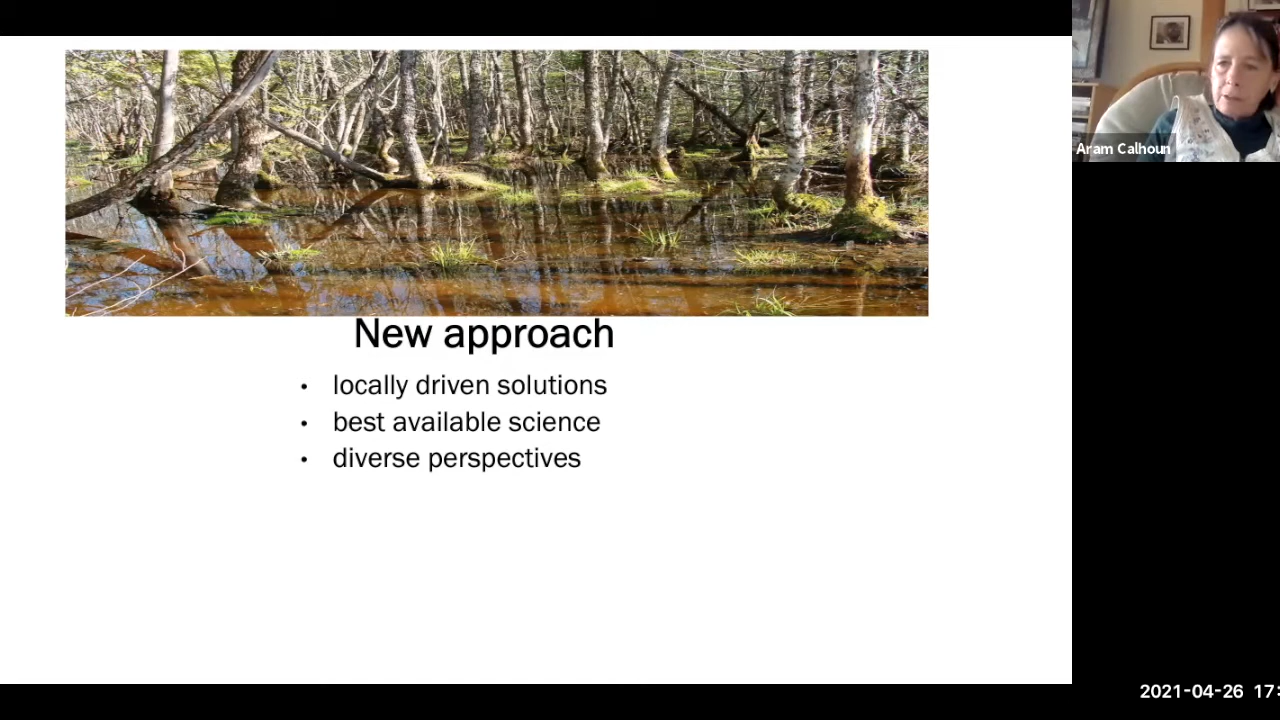 Aram Calhoun
New approach
• locally driven solutions
• best available science
• diverse perspectives
2021-04-26 17: